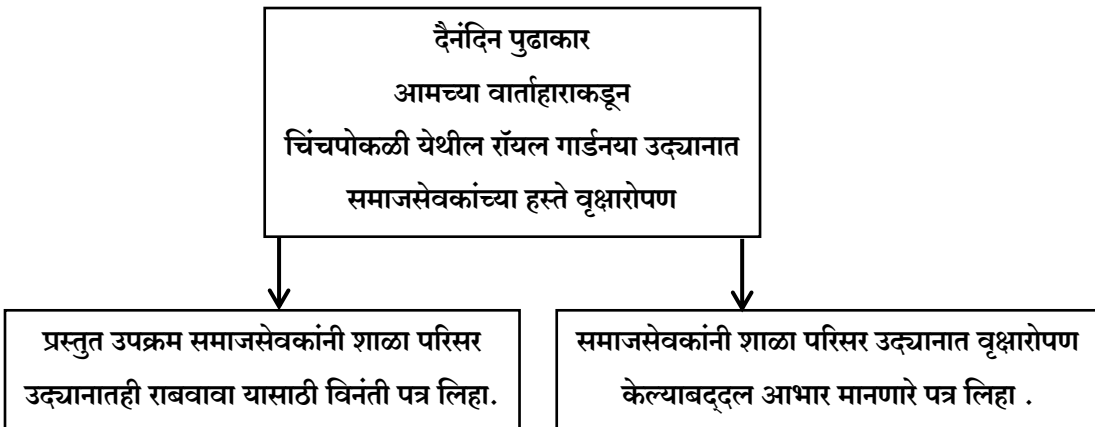 दैनंदिन पुढाकार
आमच्या वार्ताहाराकडून
चिंचपोकळी येथील रॉयल गार्डनया उद्यानात
समाजसेवकांच्या हस्ते वृक्षारोपण
प्रस्तुत उपक्रम समाजसेवकांनी शाळा परिसर
उद्यानातही राबवावा यासाठी विनंती पत्र लिहा.
समाजसेवकांनी शाळा परिसर उद्यानात वृक्षारोपण
केल्याबद्‌दल आभार मानणारे पत्र लिहा .